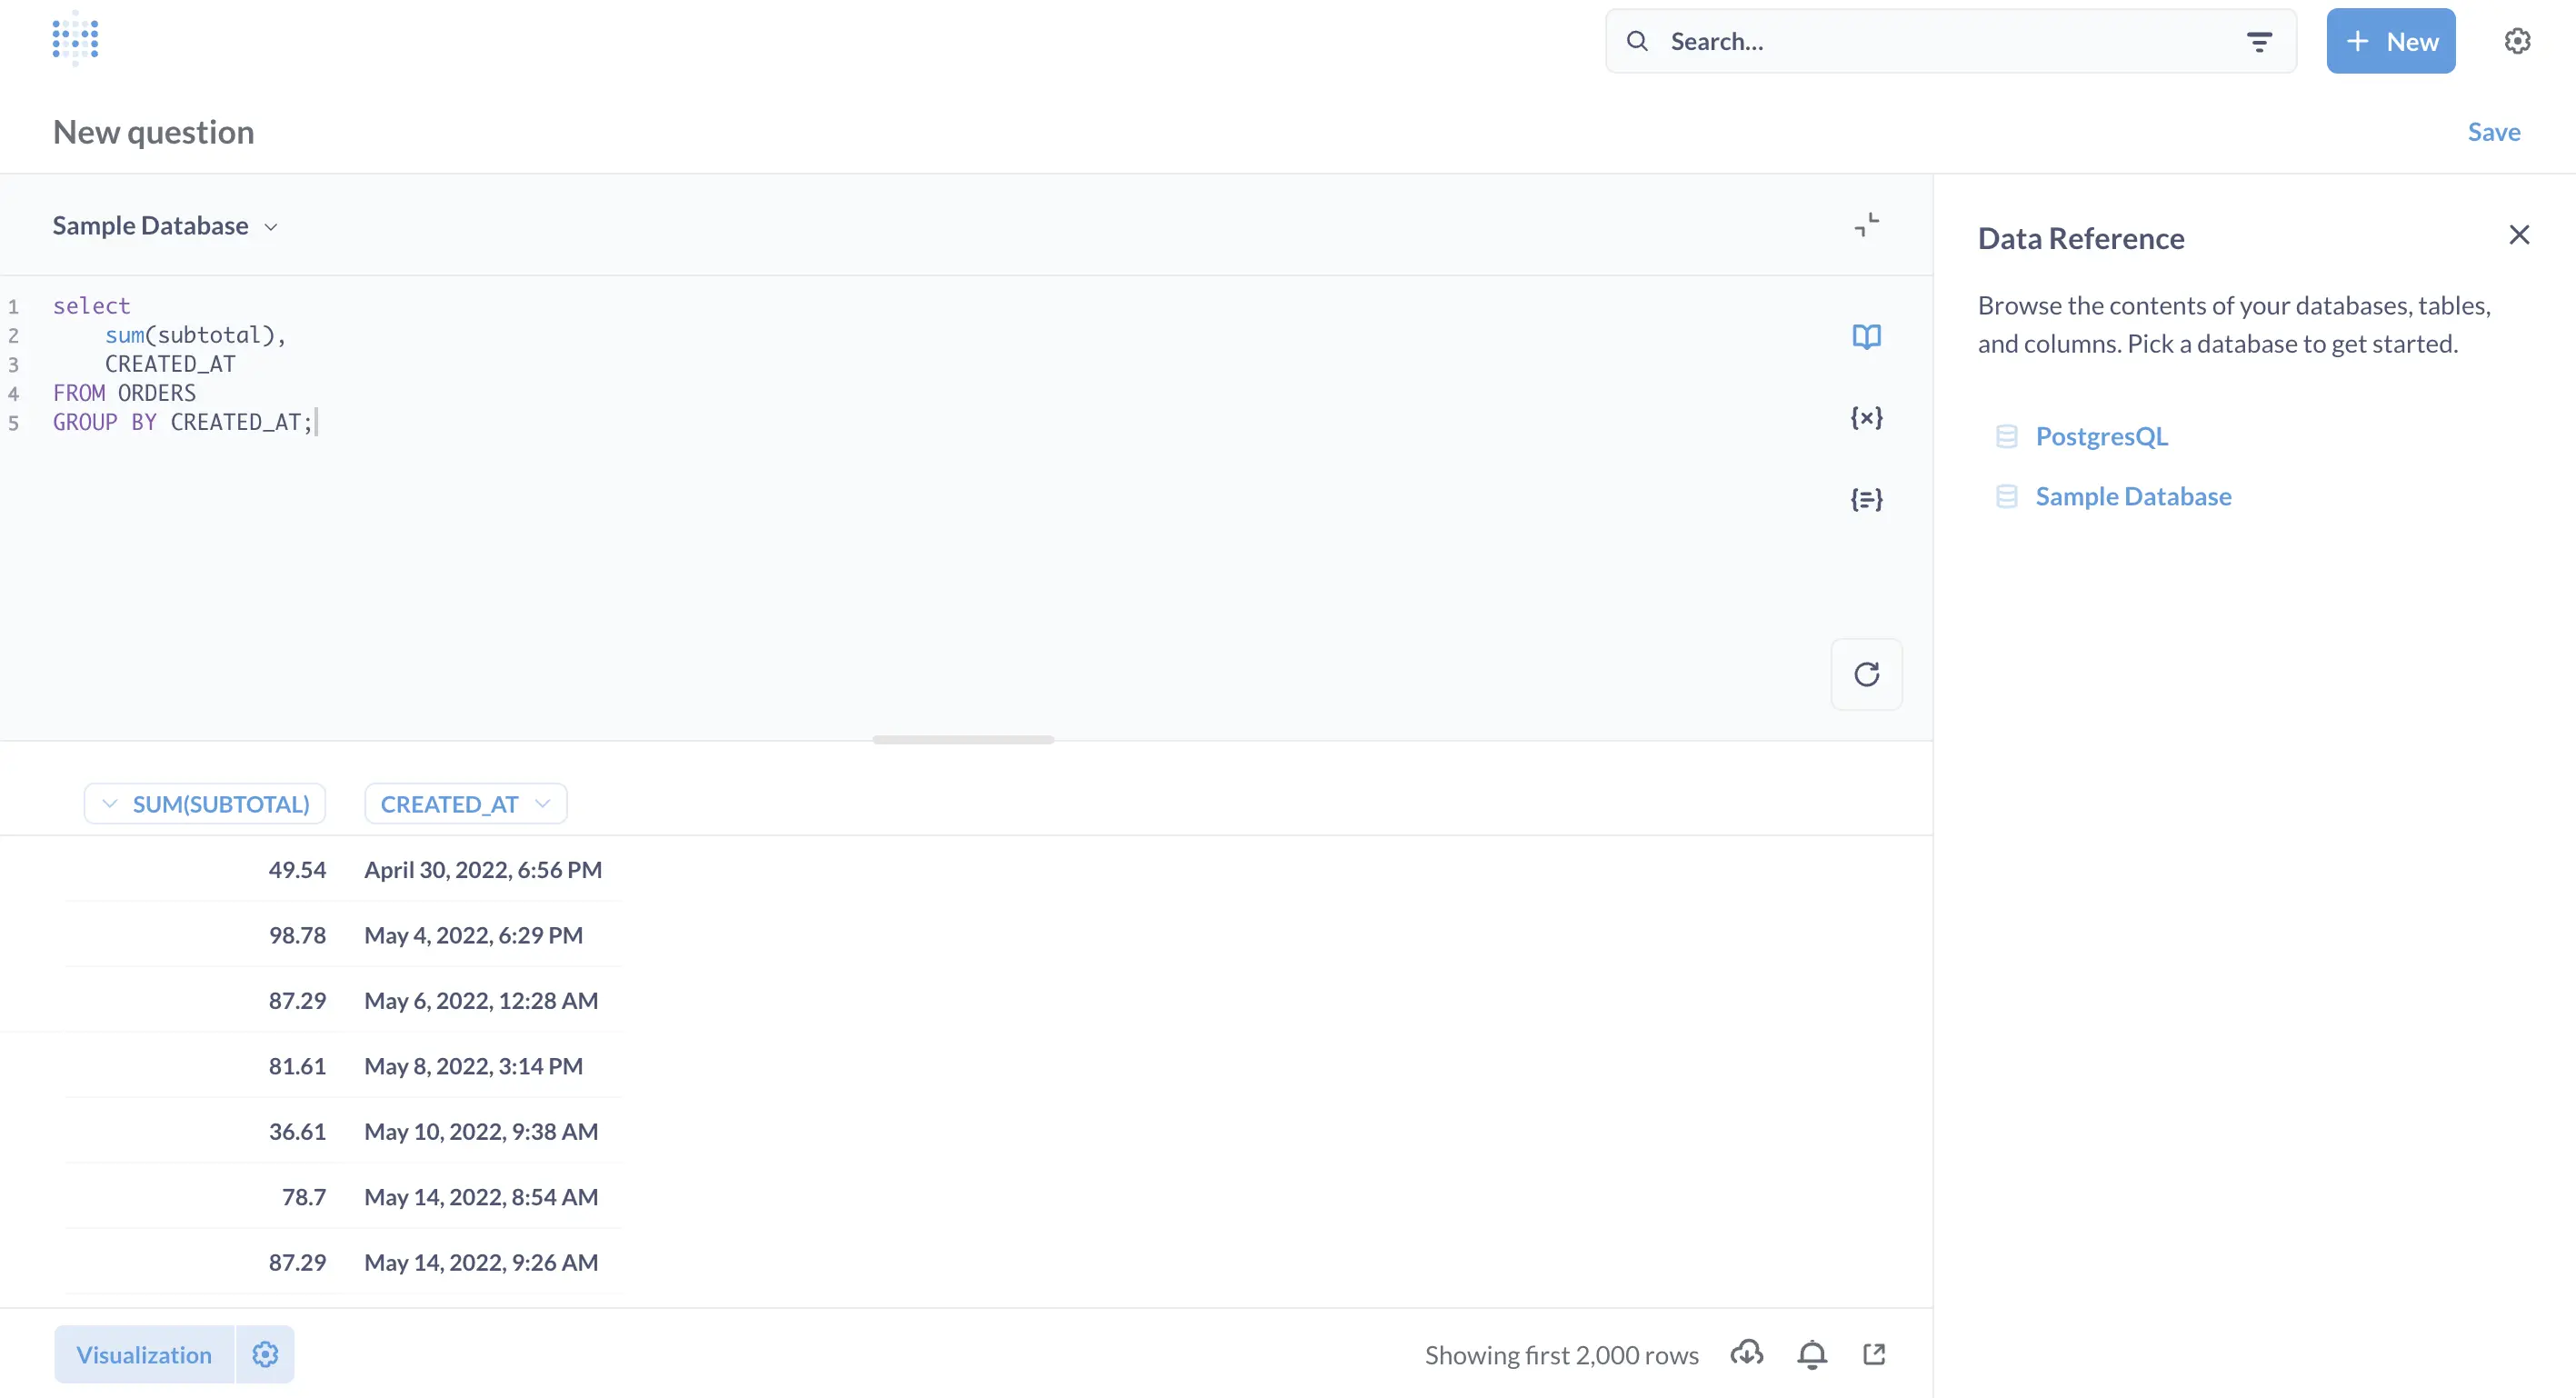 Search...
New
New question
Save
Sample Database
1 select
2     sum(subtotal),
3     CREATED_AT
4 FROM ORDERS
5 GROUP BY CREATED_AT;
{x}
{=}
Data Reference
Browse the contents of your databases, tables,
and columns. Pick a database to get started.
PostgresQL
Sample Database
SUM(SUBTOTAL) CREATED_AT
49.54 April 30, 2022, 6:56 PM
98.78 May 4, 2022, 6:29 PM
87.29 May 6, 2022, 12:28 AM
81.61 May 8, 2022, 3:14 PM
36.61 May 10, 2022, 9:38 AM
78.7 May 14, 2022, 8:54 AM
87.29 May 14, 2022, 9:26 AM
Visualization
Showing first 2,000 rows